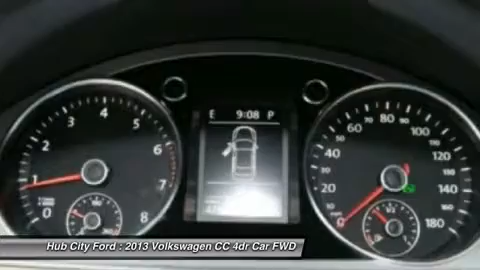 E 9:08 P
1 2 3 4 5 6 7 8
0 20 40 60 80 100 120 140 160 180
Hub City Ford : 2013 Volkswagen CC 4dr Car FWD